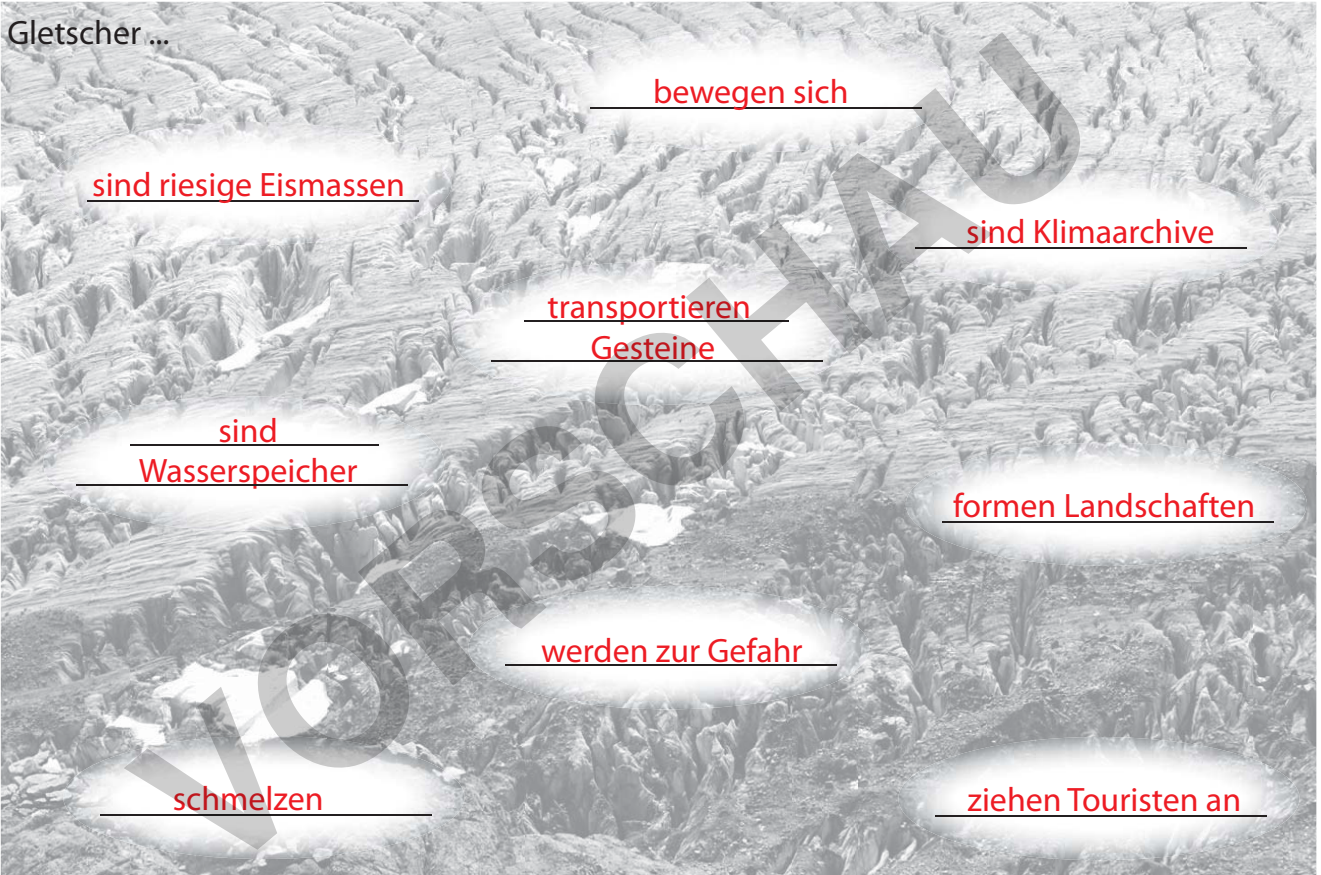 Gletscher ...
bewegen sich
sind riesige Eismassen
sind Klimaarchive
transportieren
Gesteine
sind
Wasserspeicher
formen Landschaften
werden zur Gefahr
schmelzen
ziehen Touristen an
VORSCHAU